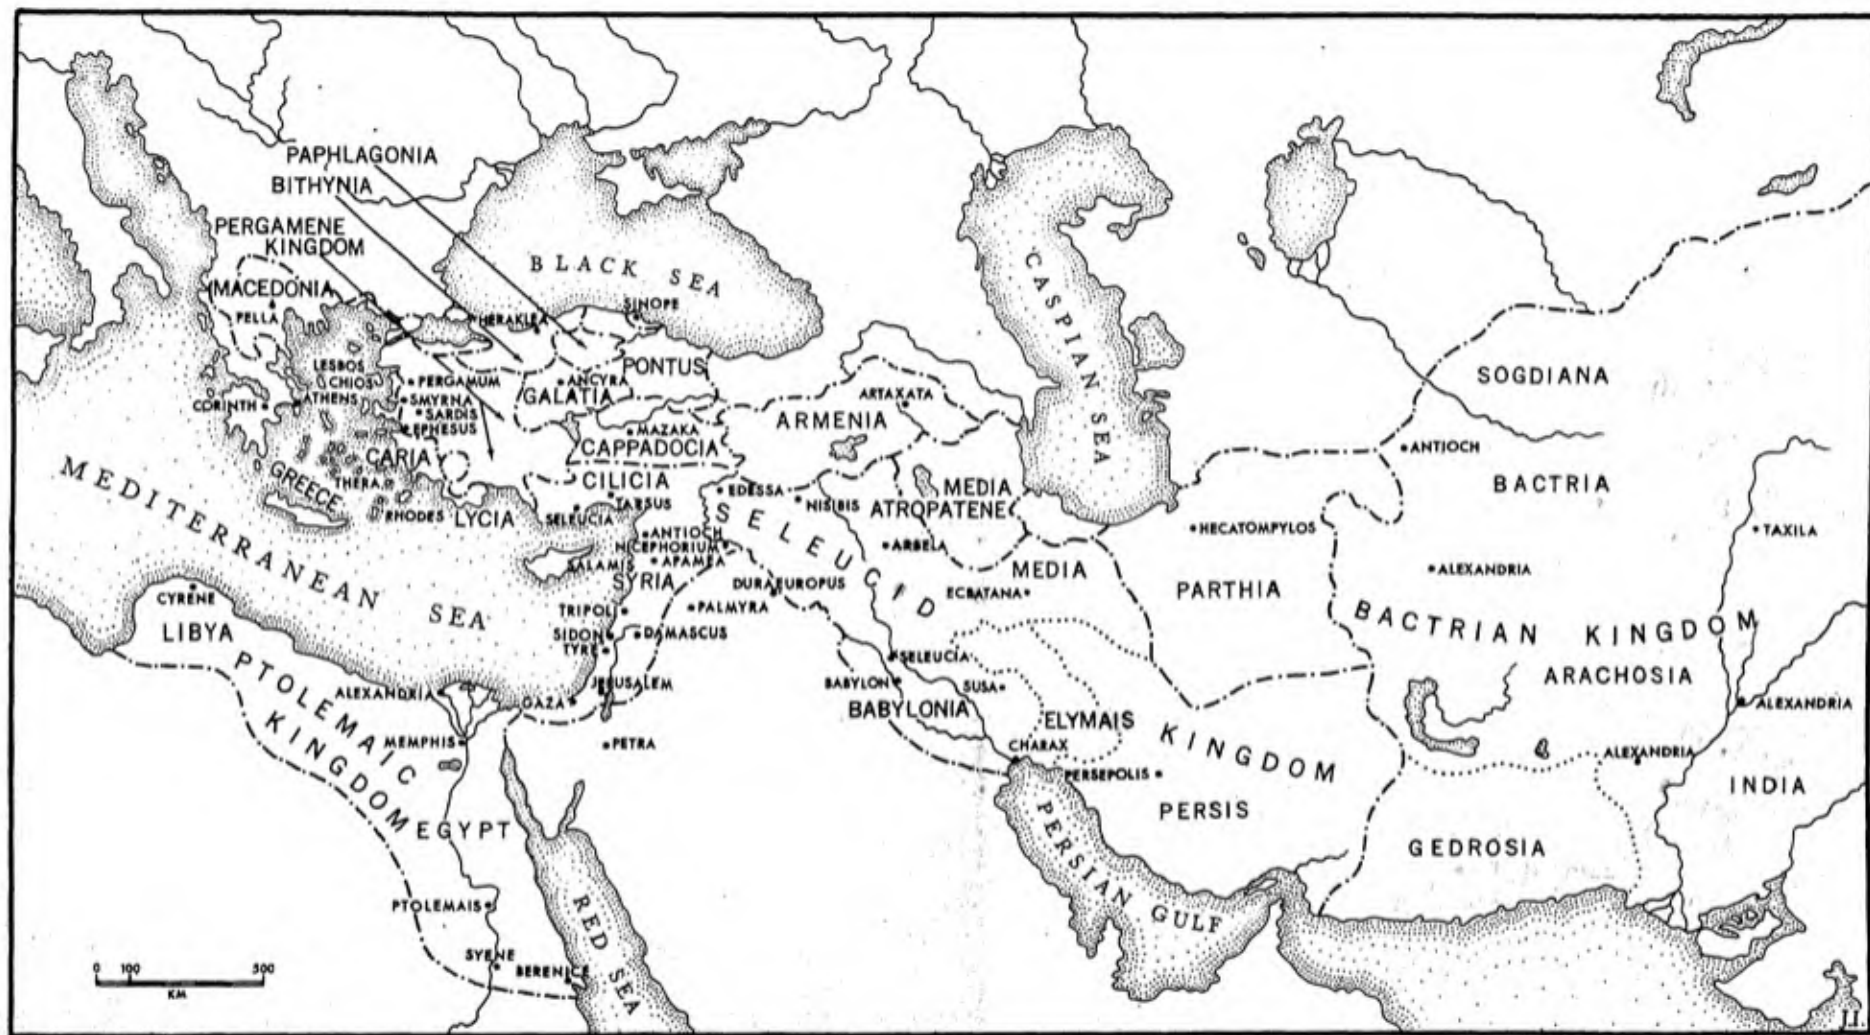 PAPHLAGONIA
BITHYNIA
PERGAMENE
KINGDOM
BLACK SEA
CASPIAN SEA
MACEDONIA
PELLA
SINOPE
HERAKLEA
LESBOS
CHIOS
ATHENS
CORINTH
PERGAMUM
SMYRNA
SARDIS
EPHESUS
ANCYRA
GALATIA
PONTUS
MAZAKA
CAPPADOCIA
ARMENIA
ARTAXATA
SOGDIANA
ANTIOCH
BACTRIA
CARIA
GREECE
THERA
RHODES
LYCIA
CILICIA
TARSUS
SELEUCIA
EDESSA
NISIBIS
MEDIA
ATROPATENE
MEDITERRANEAN SEA
SELEUCID
KINGDOM
ANTIOCH
NICEPHORIUM
SALAMIS
APAMEA
SYRIA
ARBELA
MEDIA
HECATOMPYLOS
TAXILA
ALEXANDRIA
CYRENE
LIBYA
DURA EUROPUS
ECBATANA
PARTHIA
BACTRIAN KINGDOM
TRIPOLI
PALMYRA
SIDON
DAMASCUS
TYRE
SELEUCIA
ARACHOSIA
PTOLEMAIC
KINGDOM
ALEXANDRIA
JERUSALEM
GAZA
BABYLON
SUSA
BABYLONIA
ELYMAIS
ALEXANDRIA
MEMPHIS
PETRA
CHARAX
PERSEPOLIS
ALEXANDRIA
INDIA
PERSIS
EGYPT
PERSIAN GULF
GEDROSIA
PTOLEMAIS
RED SEA
SYENE
BERENICE
0 100 500
KM
II